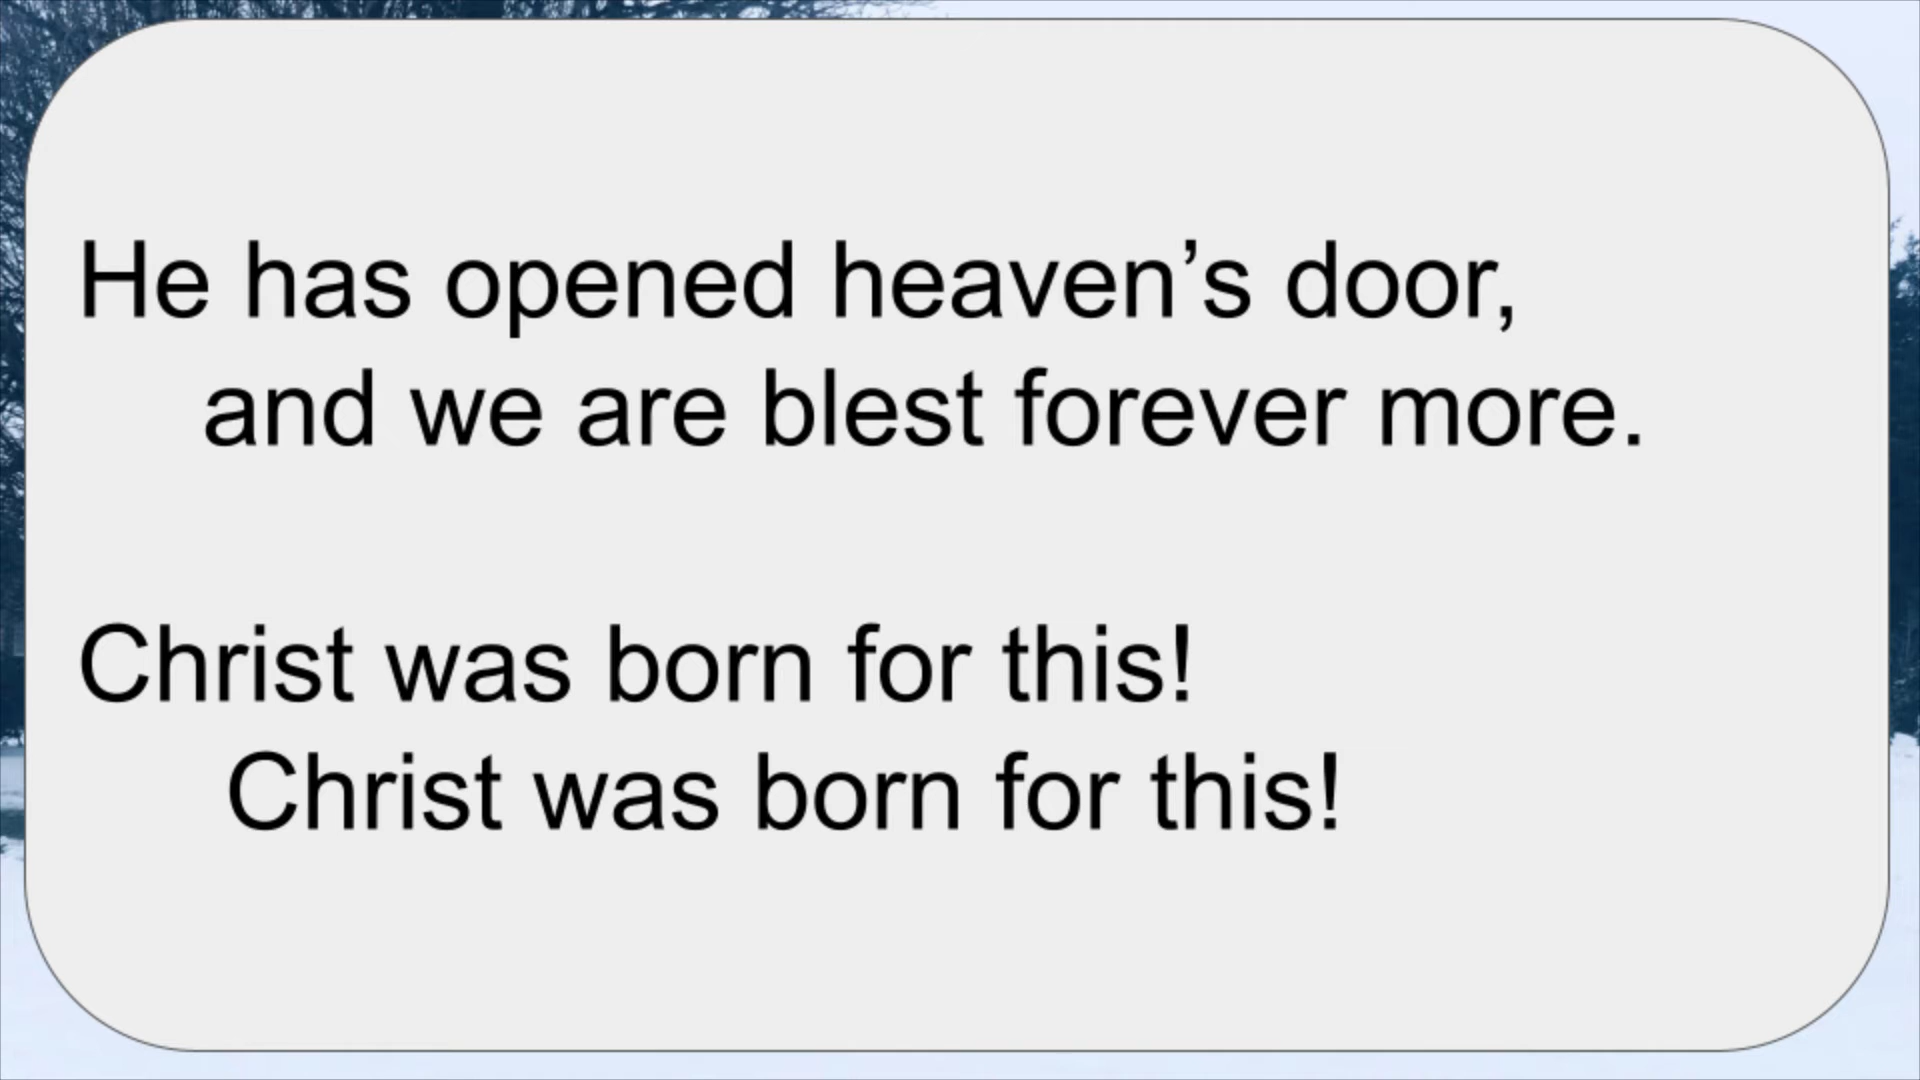 He has opened heaven’s door,
and we are blest forever more.
Christ was born for this!
Christ was born for this!